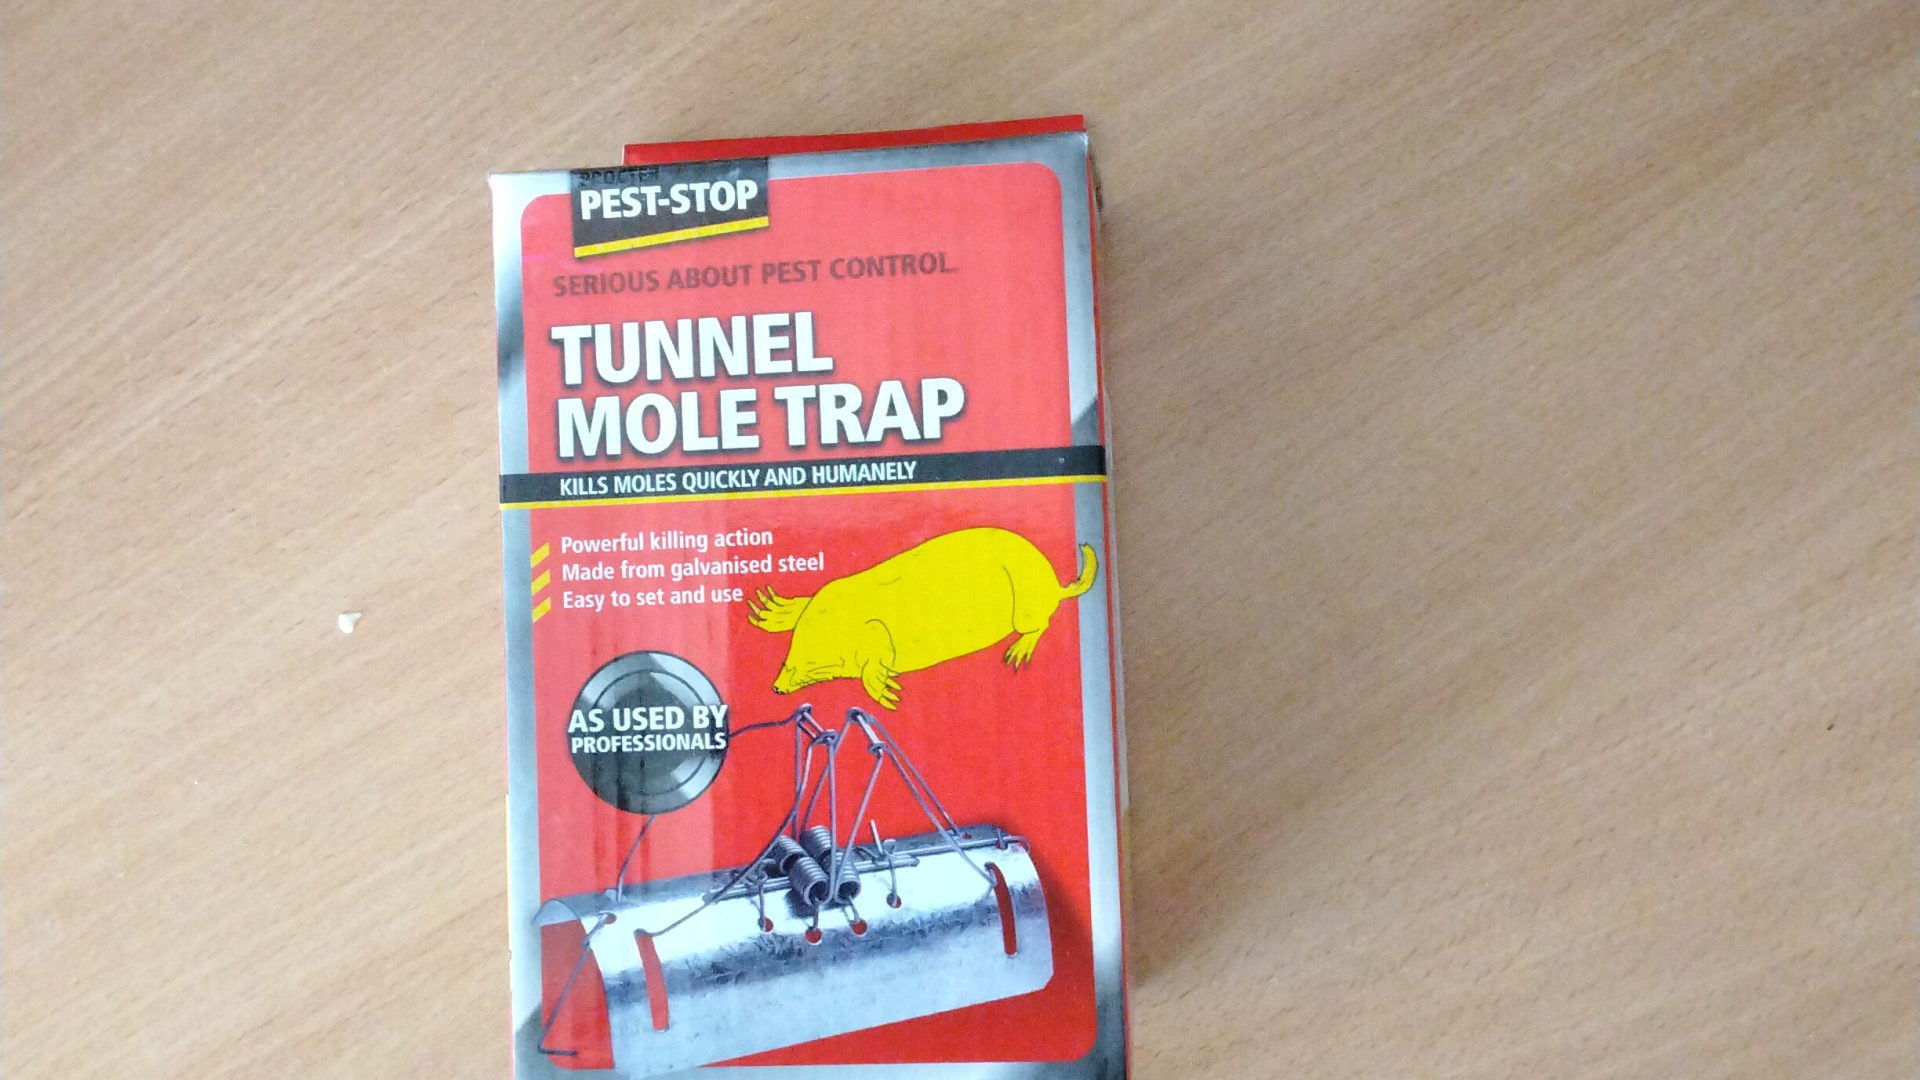 PROCTER
PEST-STOP
SERIOUS ABOUT PEST CONTROL
TUNNEL
MOLE TRAP
KILLS MOLES QUICKLY AND HUMANELY
Powerful killing action
Made from galvanised steel
Easy to set and use
AS USED BY
PROFESSIONALS